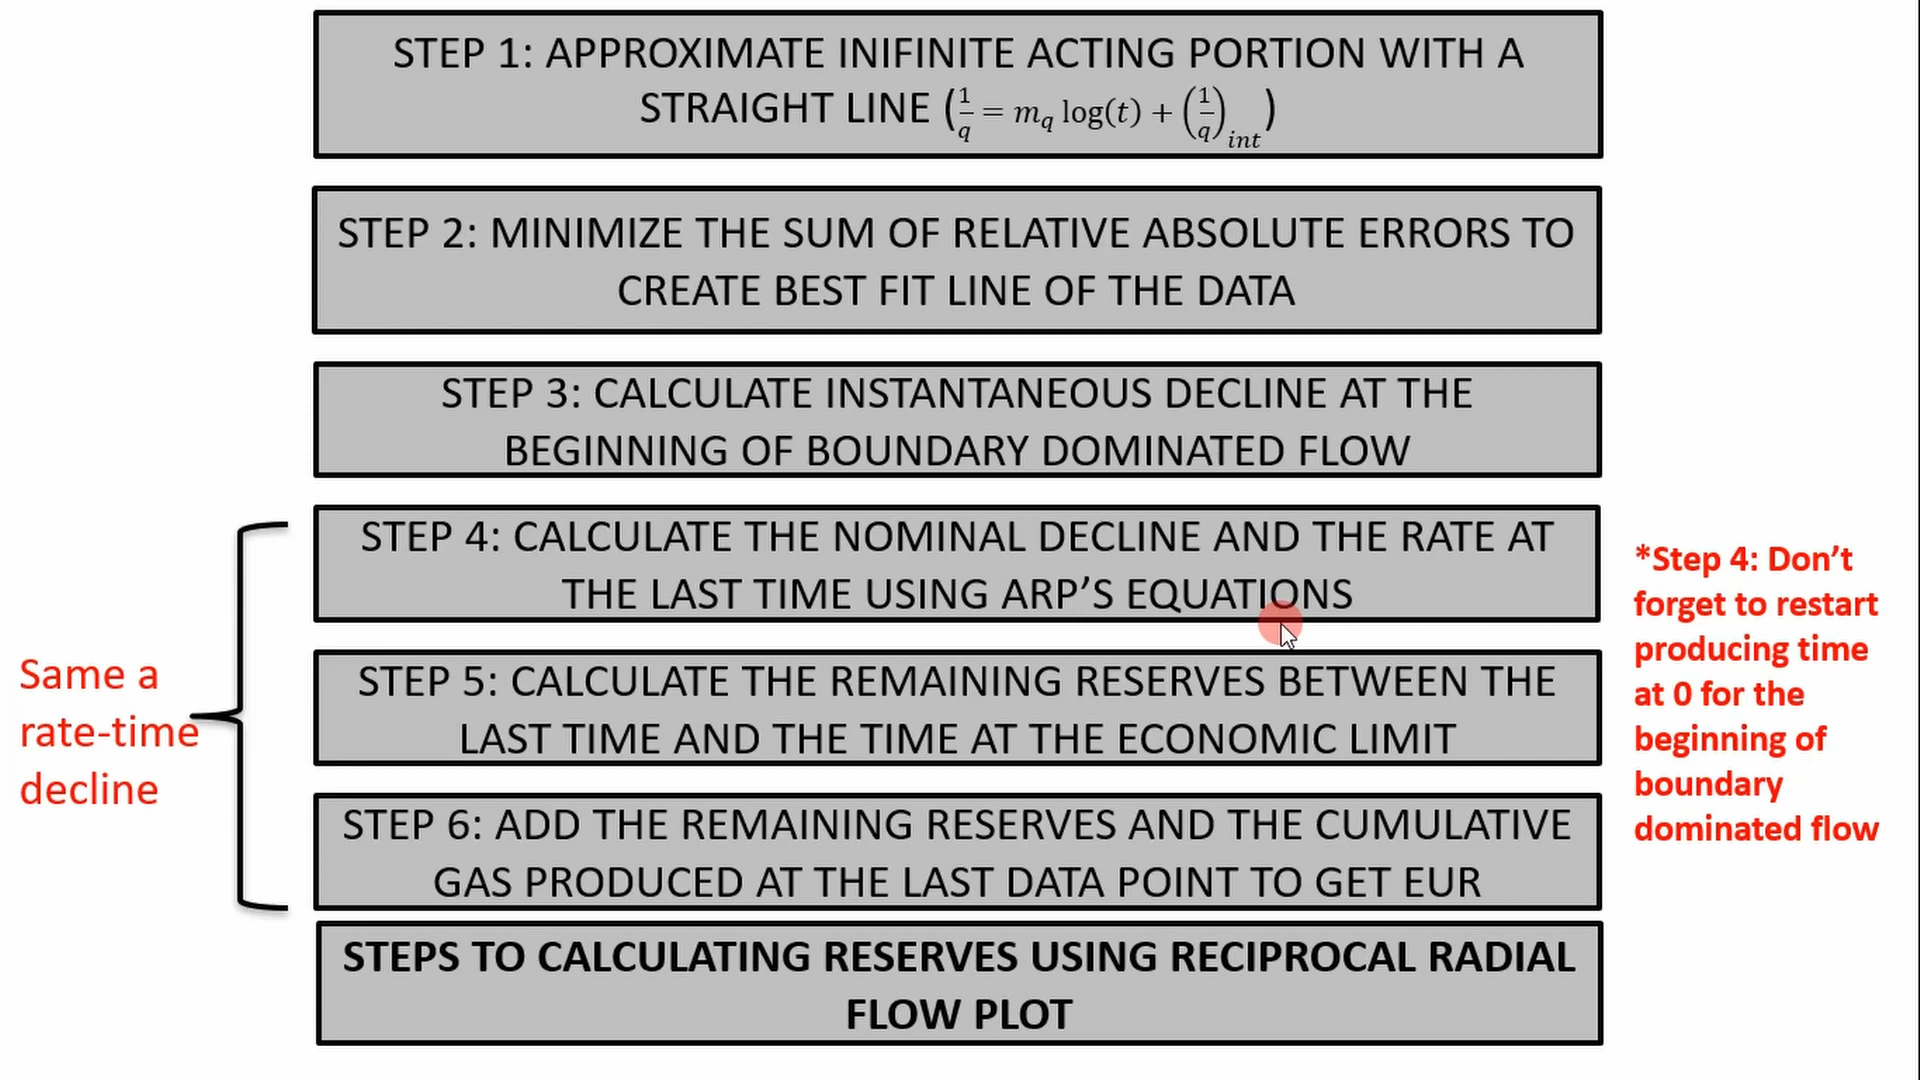 STEP 1: APPROXIMATE INIFINITE ACTING PORTION WITH A
STRAIGHT LINE (1/q = m_q log(t) + (1/q)_int)
STEP 2: MINIMIZE THE SUM OF RELATIVE ABSOLUTE ERRORS TO
CREATE BEST FIT LINE OF THE DATA
STEP 3: CALCULATE INSTANTANEOUS DECLINE AT THE
BEGINNING OF BOUNDARY DOMINATED FLOW
STEP 4: CALCULATE THE NOMINAL DECLINE AND THE RATE AT
THE LAST TIME USING ARP’S EQUATIONS
STEP 5: CALCULATE THE REMAINING RESERVES BETWEEN THE
LAST TIME AND THE TIME AT THE ECONOMIC LIMIT
STEP 6: ADD THE REMAINING RESERVES AND THE CUMULATIVE
GAS PRODUCED AT THE LAST DATA POINT TO GET EUR
STEPS TO CALCULATING RESERVES USING RECIPROCAL RADIAL
FLOW PLOT
Same a
rate-time
decline
*Step 4: Don’t
forget to restart
producing time
at 0 for the
beginning of
boundary
dominated flow